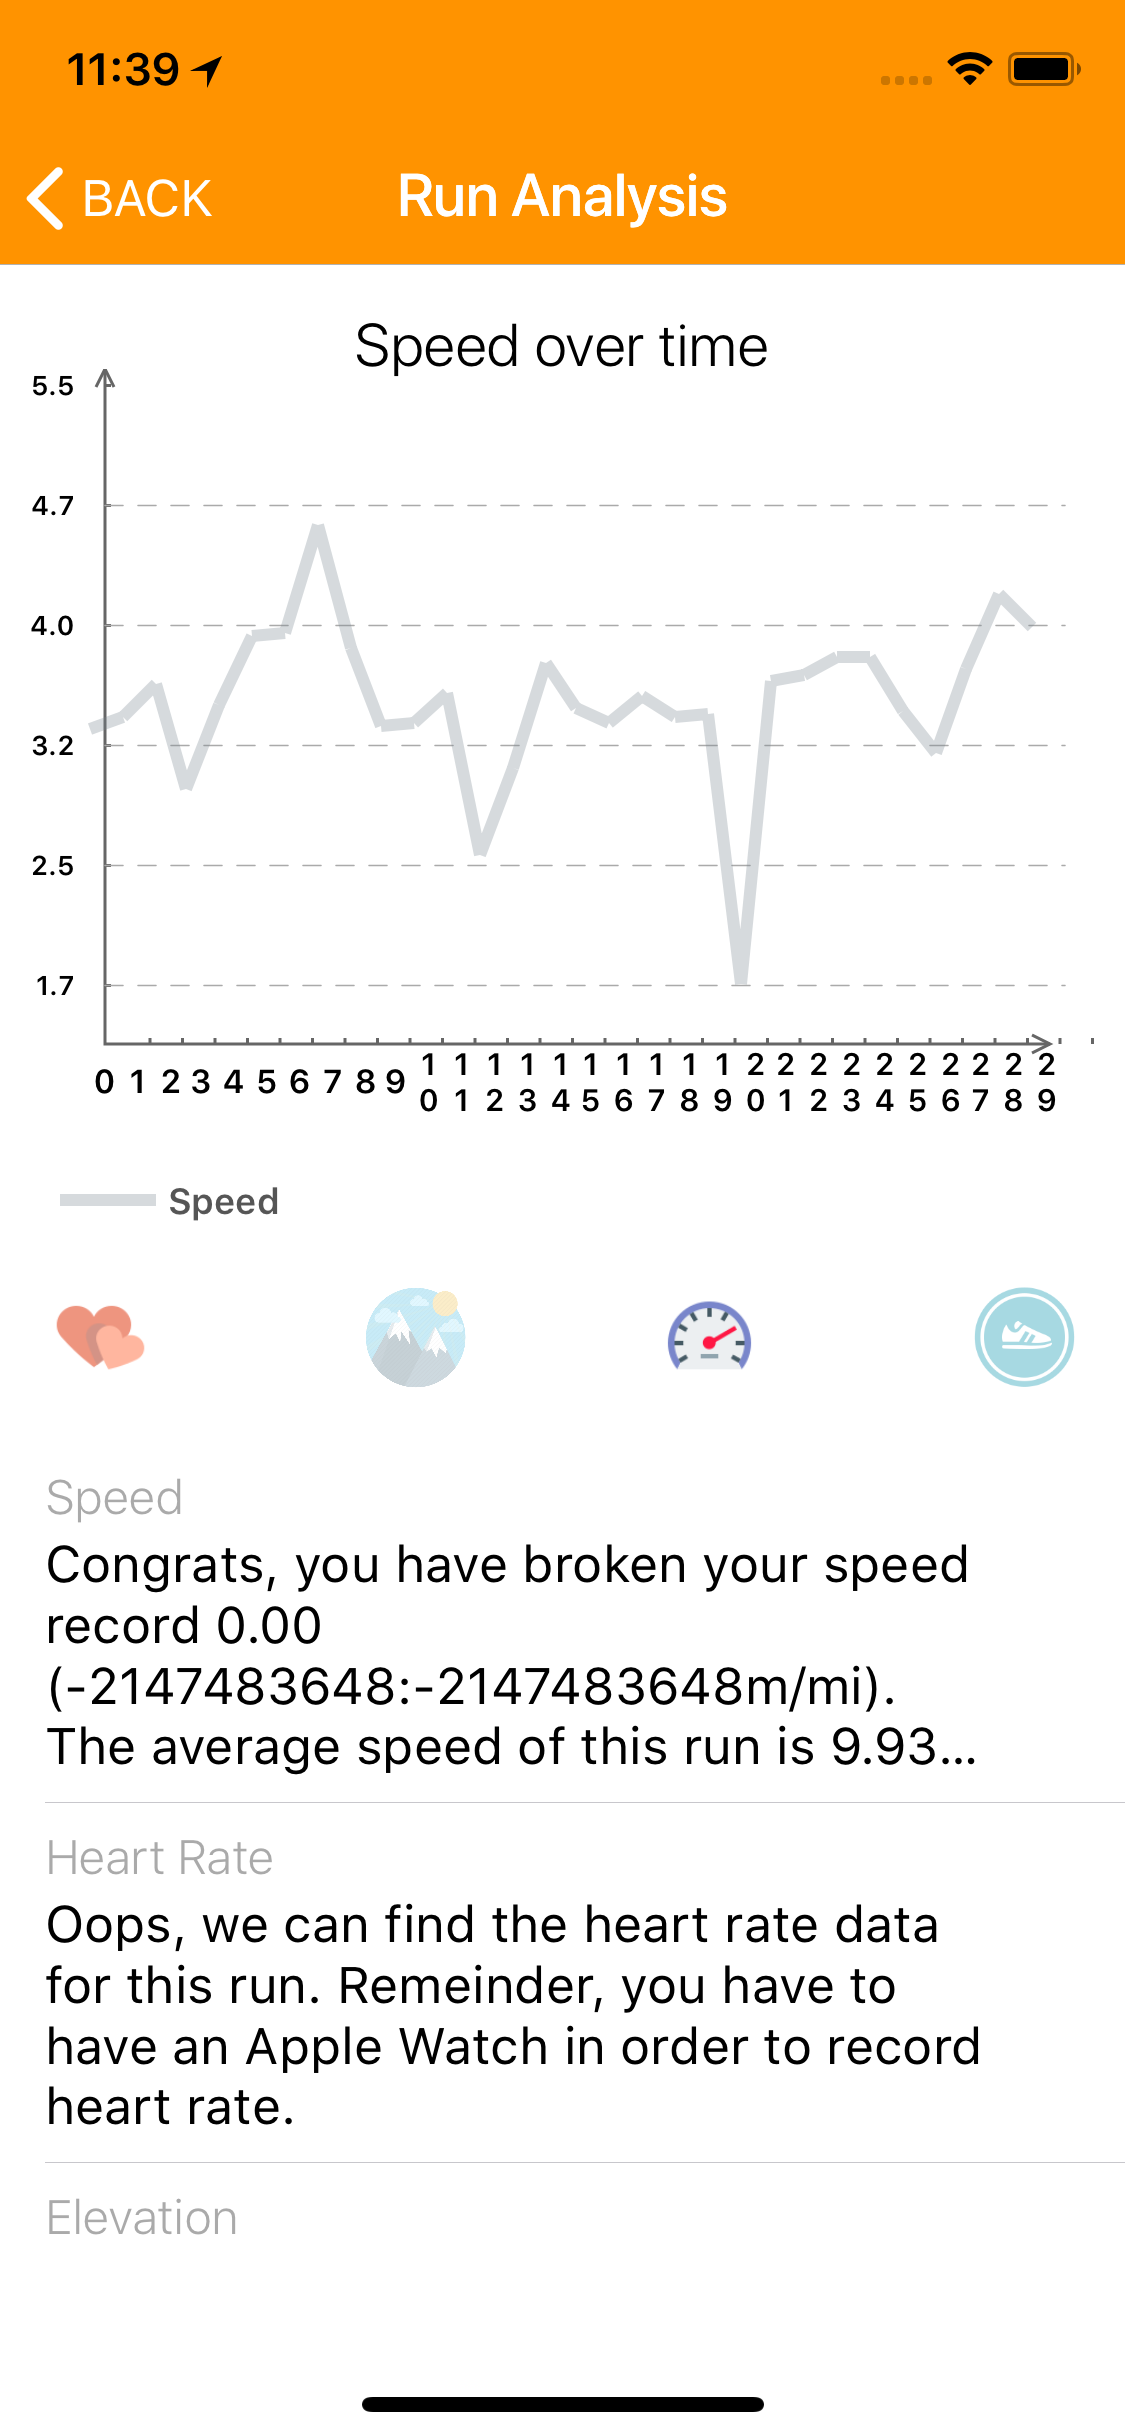 11:39
BACK
Run Analysis
Speed over time
5.5
4.7
4.0
3.2
2.5
1.7
0 1 2 3 4 5 6 7 8 9 10 11 12 13 14 15 16 17 18 19 20 21 22 23 24 25 26 27 28 29
Speed
Speed
Congrats, you have broken your speed
record 0.00
(-2147483648:-2147483648m/mi).
The average speed of this run is 9.93...
Heart Rate
Oops, we can find the heart rate data
for this run. Remeinder, you have to
have an Apple Watch in order to record
heart rate.
Elevation